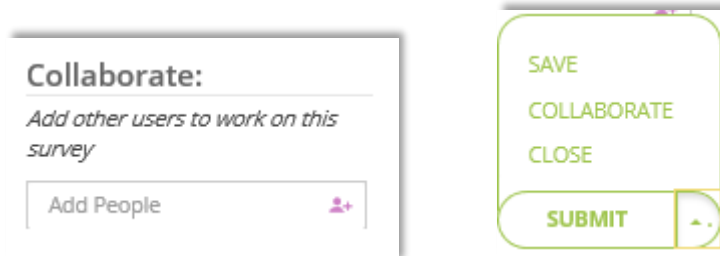 Collaborate:
Add other users to work on this
survey
Add People
SAVE
COLLABORATE
CLOSE
SUBMIT